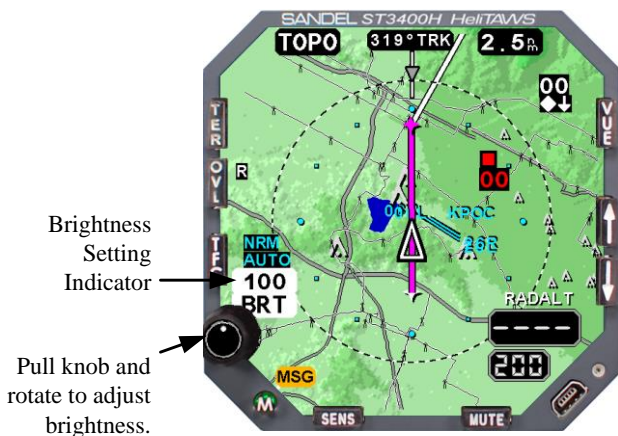 SANDEL ST3400H HeliTAWS
TOPO
319°TRK
2.5nm
00
TER
VUE
OVL
R
00
KPOC
26R
TFC
NRM
AUTO
100
BRT
RADALT
----
200
MSG
M
SENS
MUTE
Brightness
Setting
Indicator
Pull knob and
rotate to adjust
brightness.